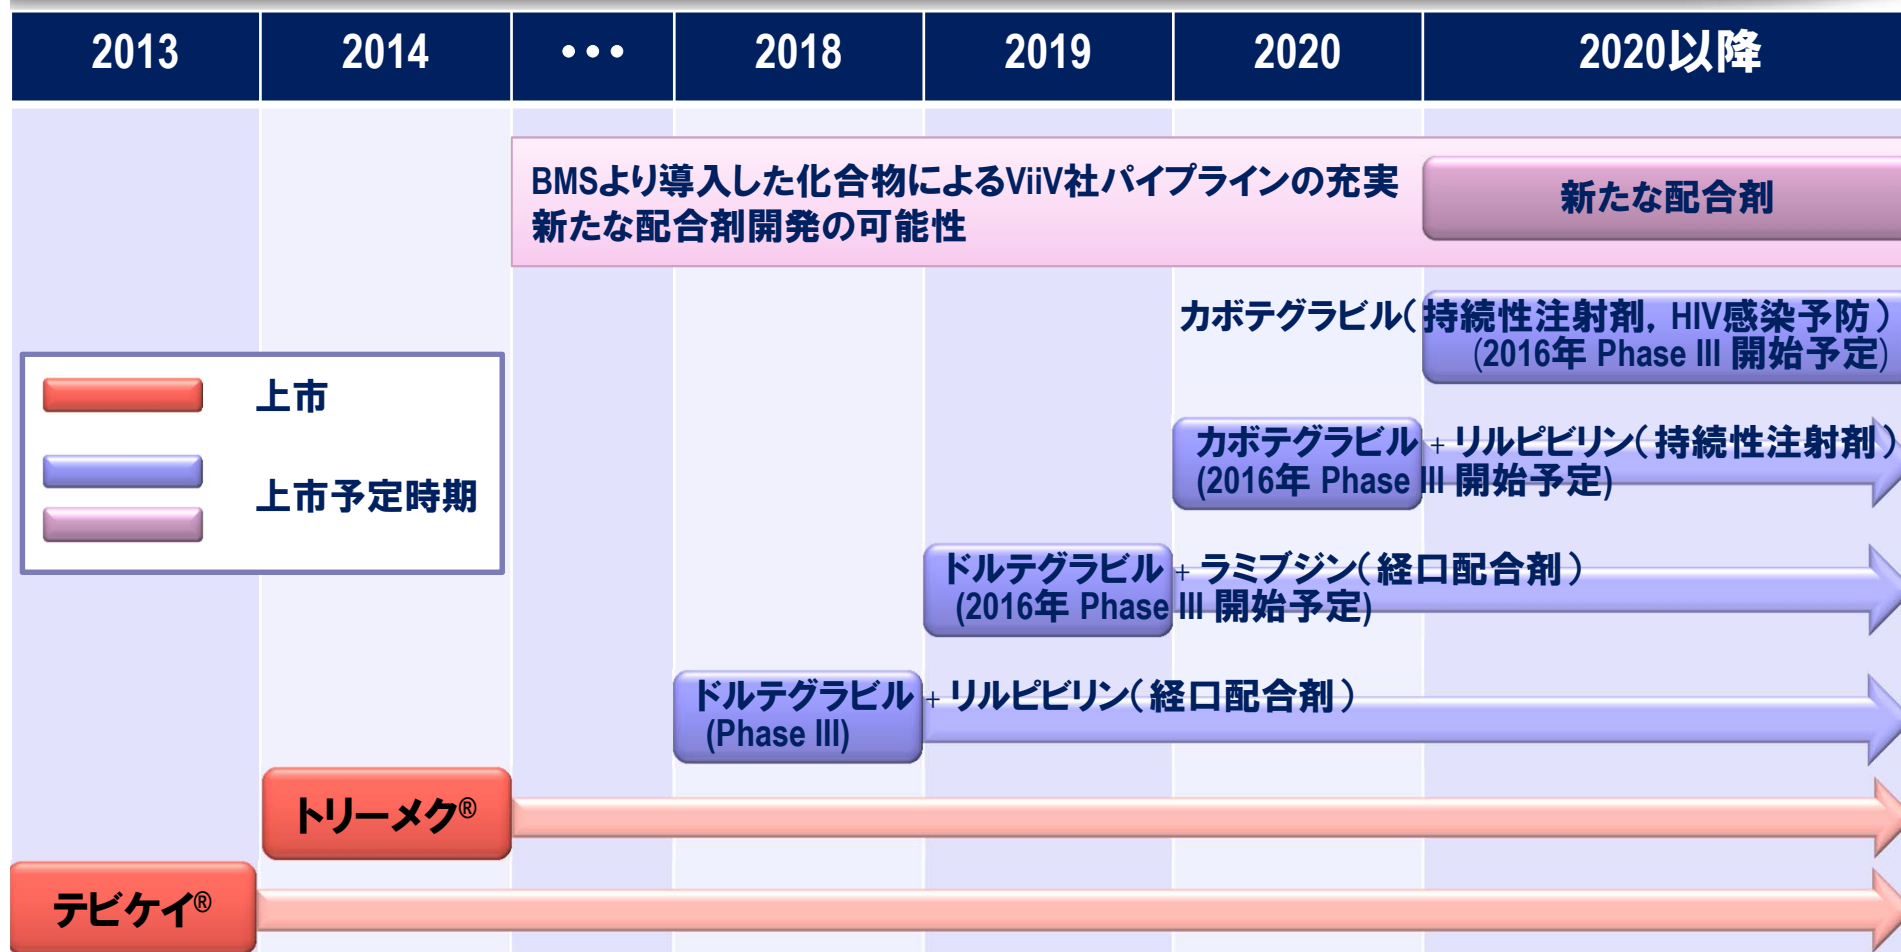 2013 2014 ••• 2018 2019 2020 2020以降
BMSより導入した化合物によるViiV社パイプラインの充実
新たな配合剤開発の可能性
新たな配合剤
カボテグラビル(持続性注射剤, HIV感染予防)
(2016年 Phase III 開始予定)
上市
上市予定時期
カボテグラビル + リルピビリン(持続性注射剤)
(2016年 Phase III 開始予定)
ドルテグラビル + ラミブジン(経口配合剤)
(2016年 Phase III 開始予定)
ドルテグラビル + リルピビリン(経口配合剤)
(Phase III)
トリーメク®
テビケイ®